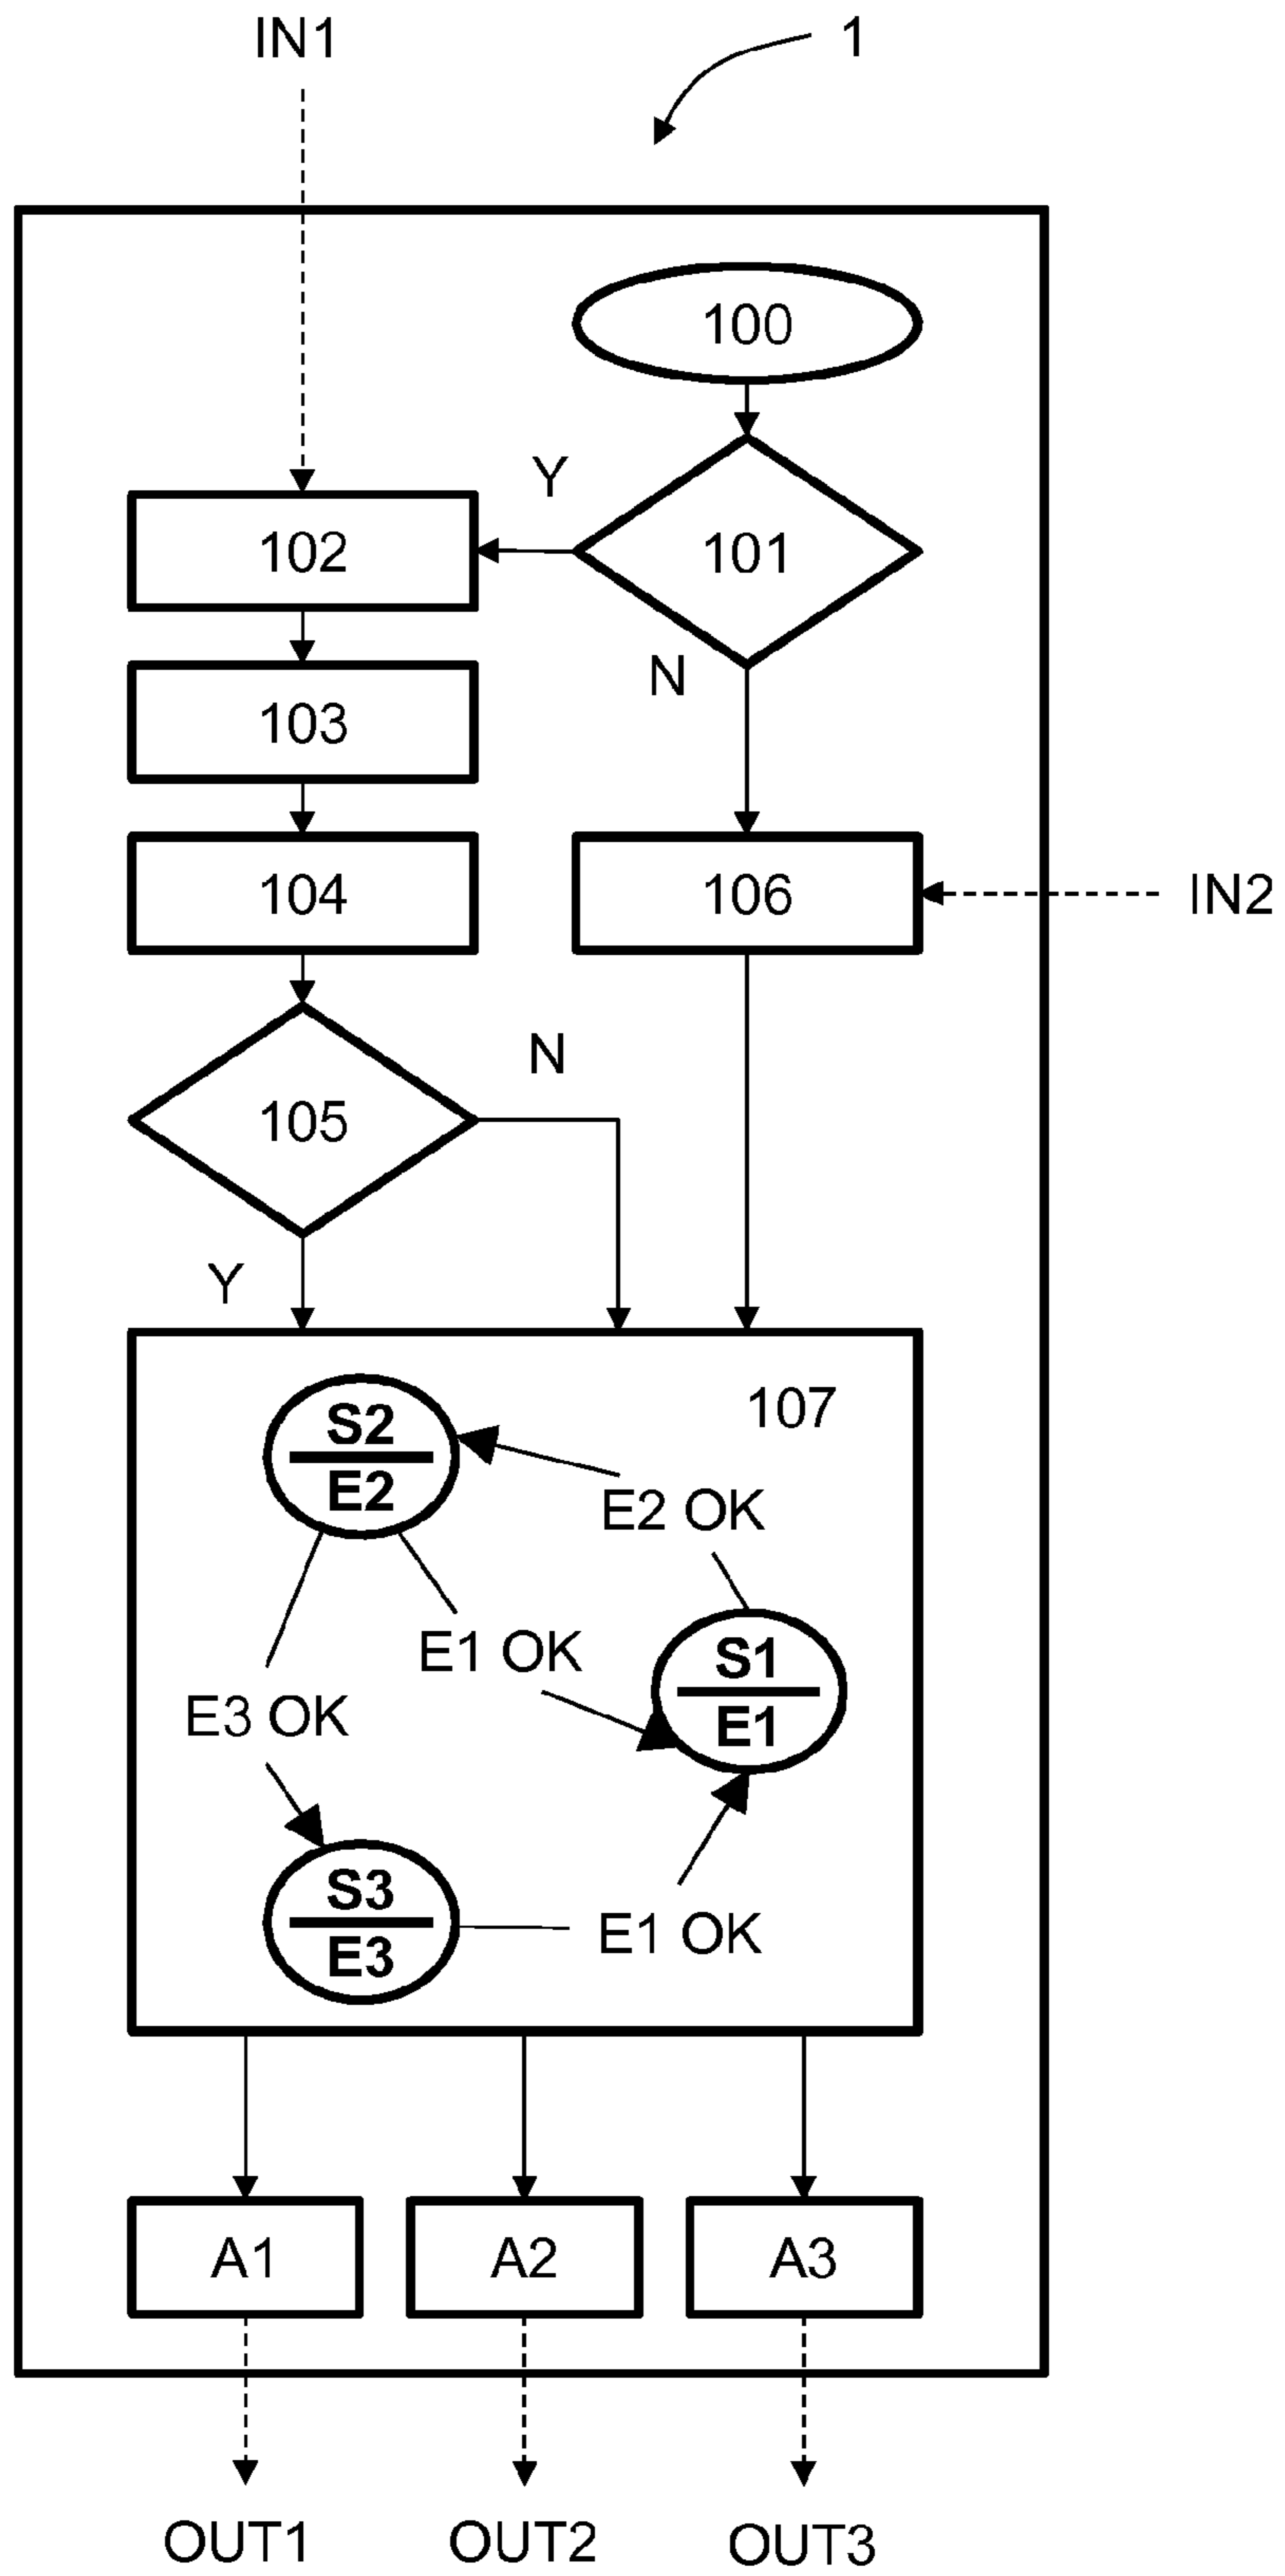 IN1
1
100
Y
102
101
N
103
104
106
IN2
N
105
Y
107
S2
E2
E2 OK
E1 OK
S1
E1
E3 OK
S3
E3
E1 OK
A1
A2
A3
OUT1
OUT2
OUT3